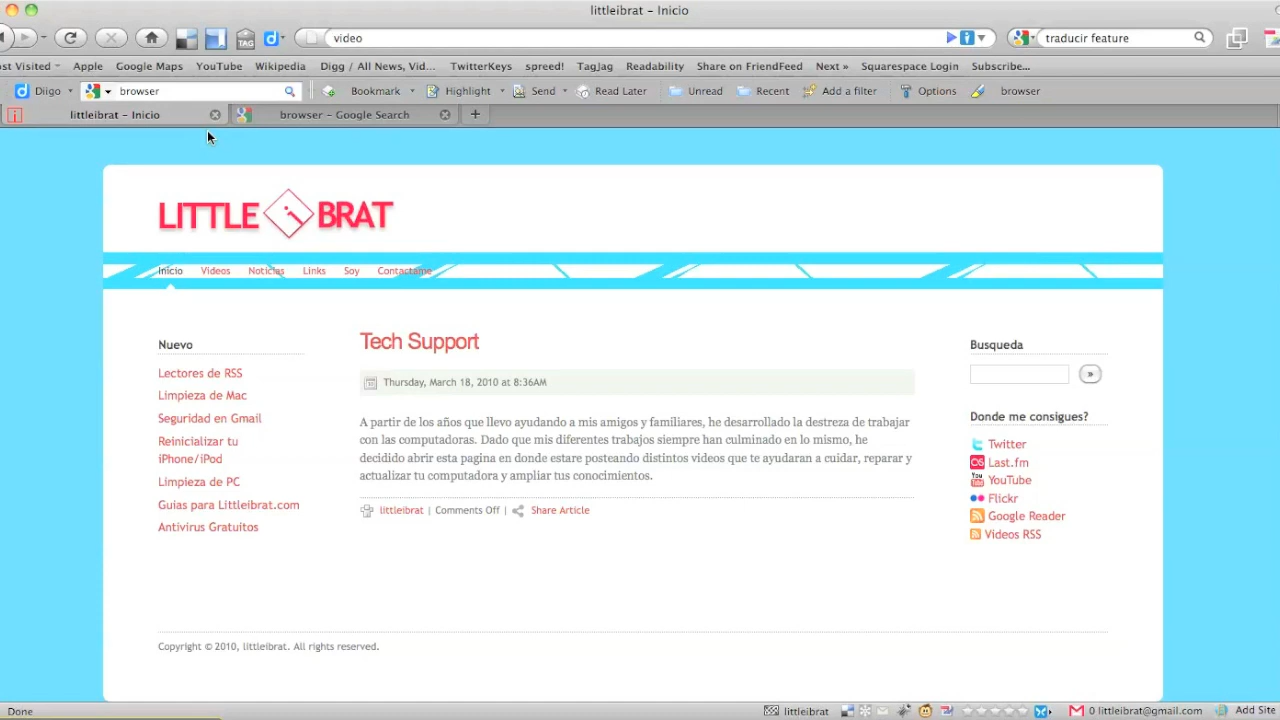 littleibrat – Inicio
video
traducir feature
Most Visited
Apple
Google Maps
YouTube
Wikipedia
Digg / All News, Vid...
TwitterKeys
spreed!
TagJag
Readability
Share on FriendFeed
Next »
Squarespace Login
Subscribe...
Diigo
browser
Bookmark
Highlight
Send
Read Later
Unread
Recent
Add a filter
Options
browser
littleibrat – Inicio
browser – Google Search
LITTLE i BRAT
Inicio
Videos
Noticias
Links
Soy
Contactame
Nuevo
Lectores de RSS
Limpieza de Mac
Seguridad en Gmail
Reinicializar tu
iPhone/iPod
Limpieza de PC
Guias para Littleibrat.com
Antivirus Gratuitos
Tech Support
Thursday, March 18, 2010 at 8:36AM
A partir de los años que llevo ayudando a mis amigos y familiares, he desarrollado la destreza de trabajar
con las computadoras. Dado que mis diferentes trabajos siempre han culminado en lo mismo, he
decidido abrir esta pagina en donde estare posteando distintos videos que te ayudaran a cuidar, reparar y
actualizar tu computadora y ampliar tus conocimientos.
littleibrat | Comments Off | Share Article
Busqueda
»
Donde me consigues?
Twitter
Last.fm
YouTube
Flickr
Google Reader
Videos RSS
Copyright © 2010, littleibrat. All rights reserved.
Done
littleibrat
0 littleibrat@gmail.com
Add Site